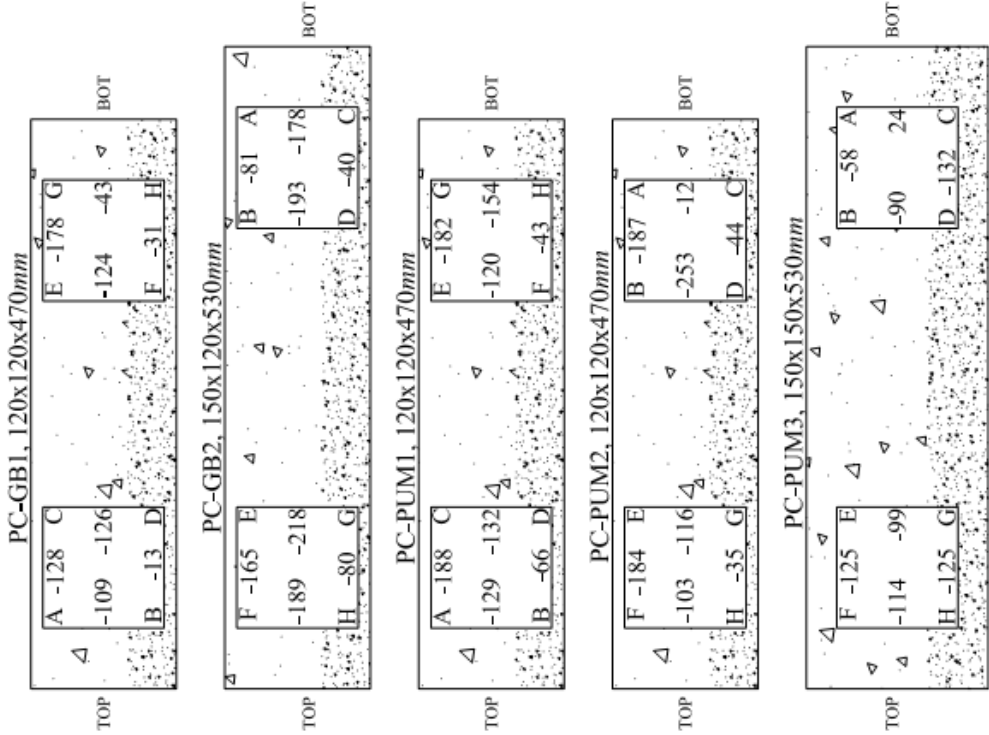 PC-GB1, 120x120x470mm
A -128 C E -178 G
TOP -109 -126 -124 -43 BOT
B -13 D F -31 H
PC-GB2, 150x120x530mm
F -165 E B -81 A
-189 -218 -193 -178 BOT
H -80 G D -40 C
PC-PUM1, 120x120x470mm
A -188 C E -182 G
-129 -132 -120 -154 BOT
B -66 D F -43 H
PC-PUM2, 120x120x470mm
F -184 E B -187 A
TOP -103 -116 -253 -12 BOT
H -35 G D -44 C
PC-PUM3, 150x150x530mm
F -125 E B -58 A
TOP -114 -99 -90 24 BOT
H -125 G D -132 C